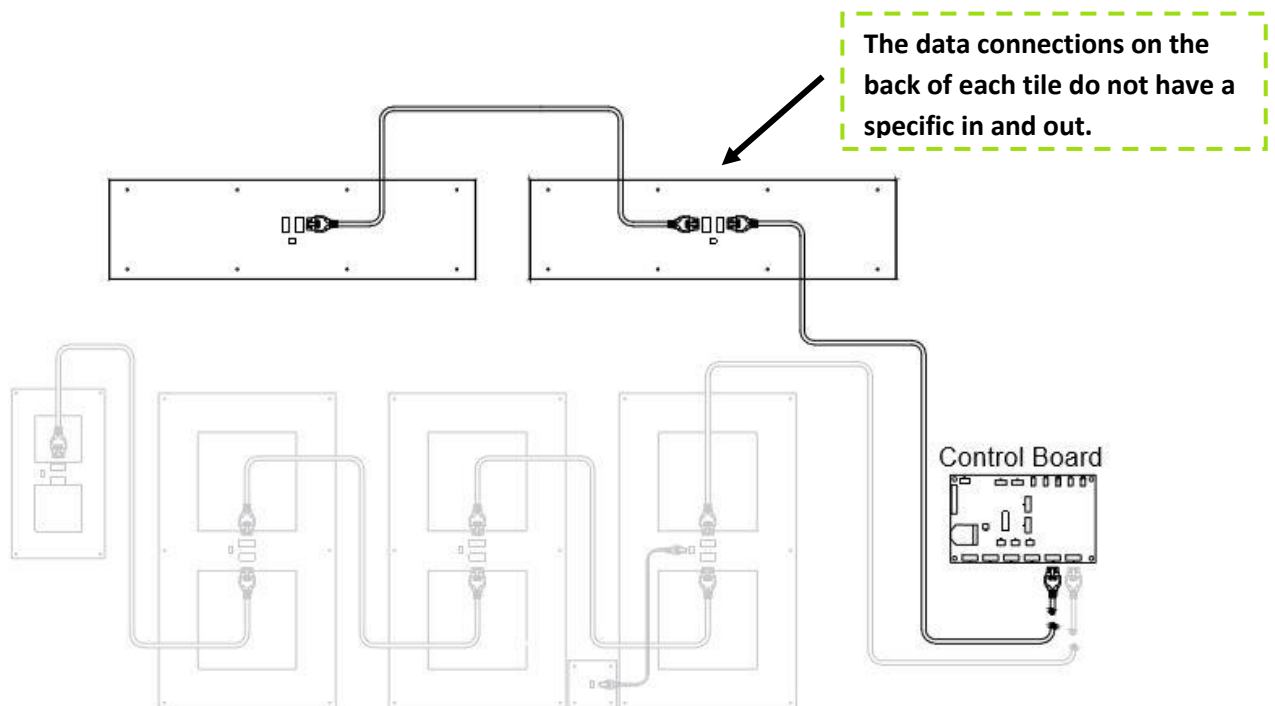 The data connections on the
back of each tile do not have a
specific in and out.
Control Board